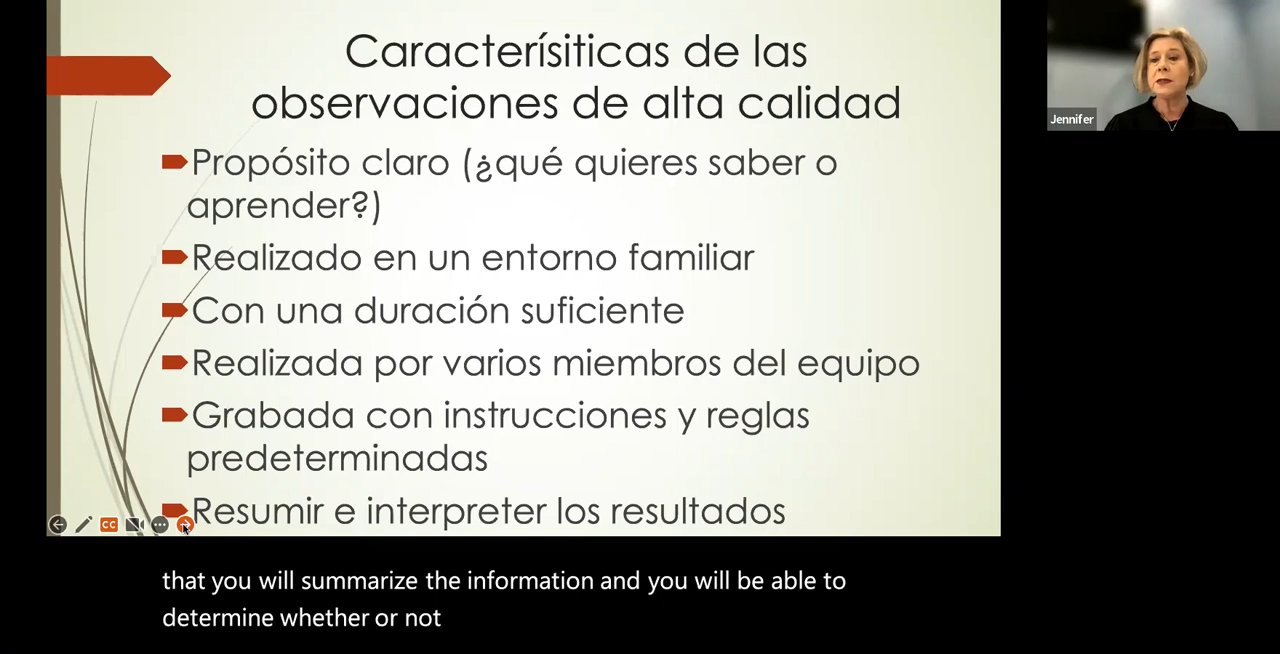 Caracterísiticas de las
observaciones de alta calidad
Propósito claro (¿qué quieres saber o
aprender?)
Realizado en un entorno familiar
Con una duración suficiente
Realizada por varios miembros del equipo
Grabada con instrucciones y reglas
predeterminadas
Resumir e interpreter los resultados
CC
Jennifer
that you will summarize the information and you will be able to
determine whether or not